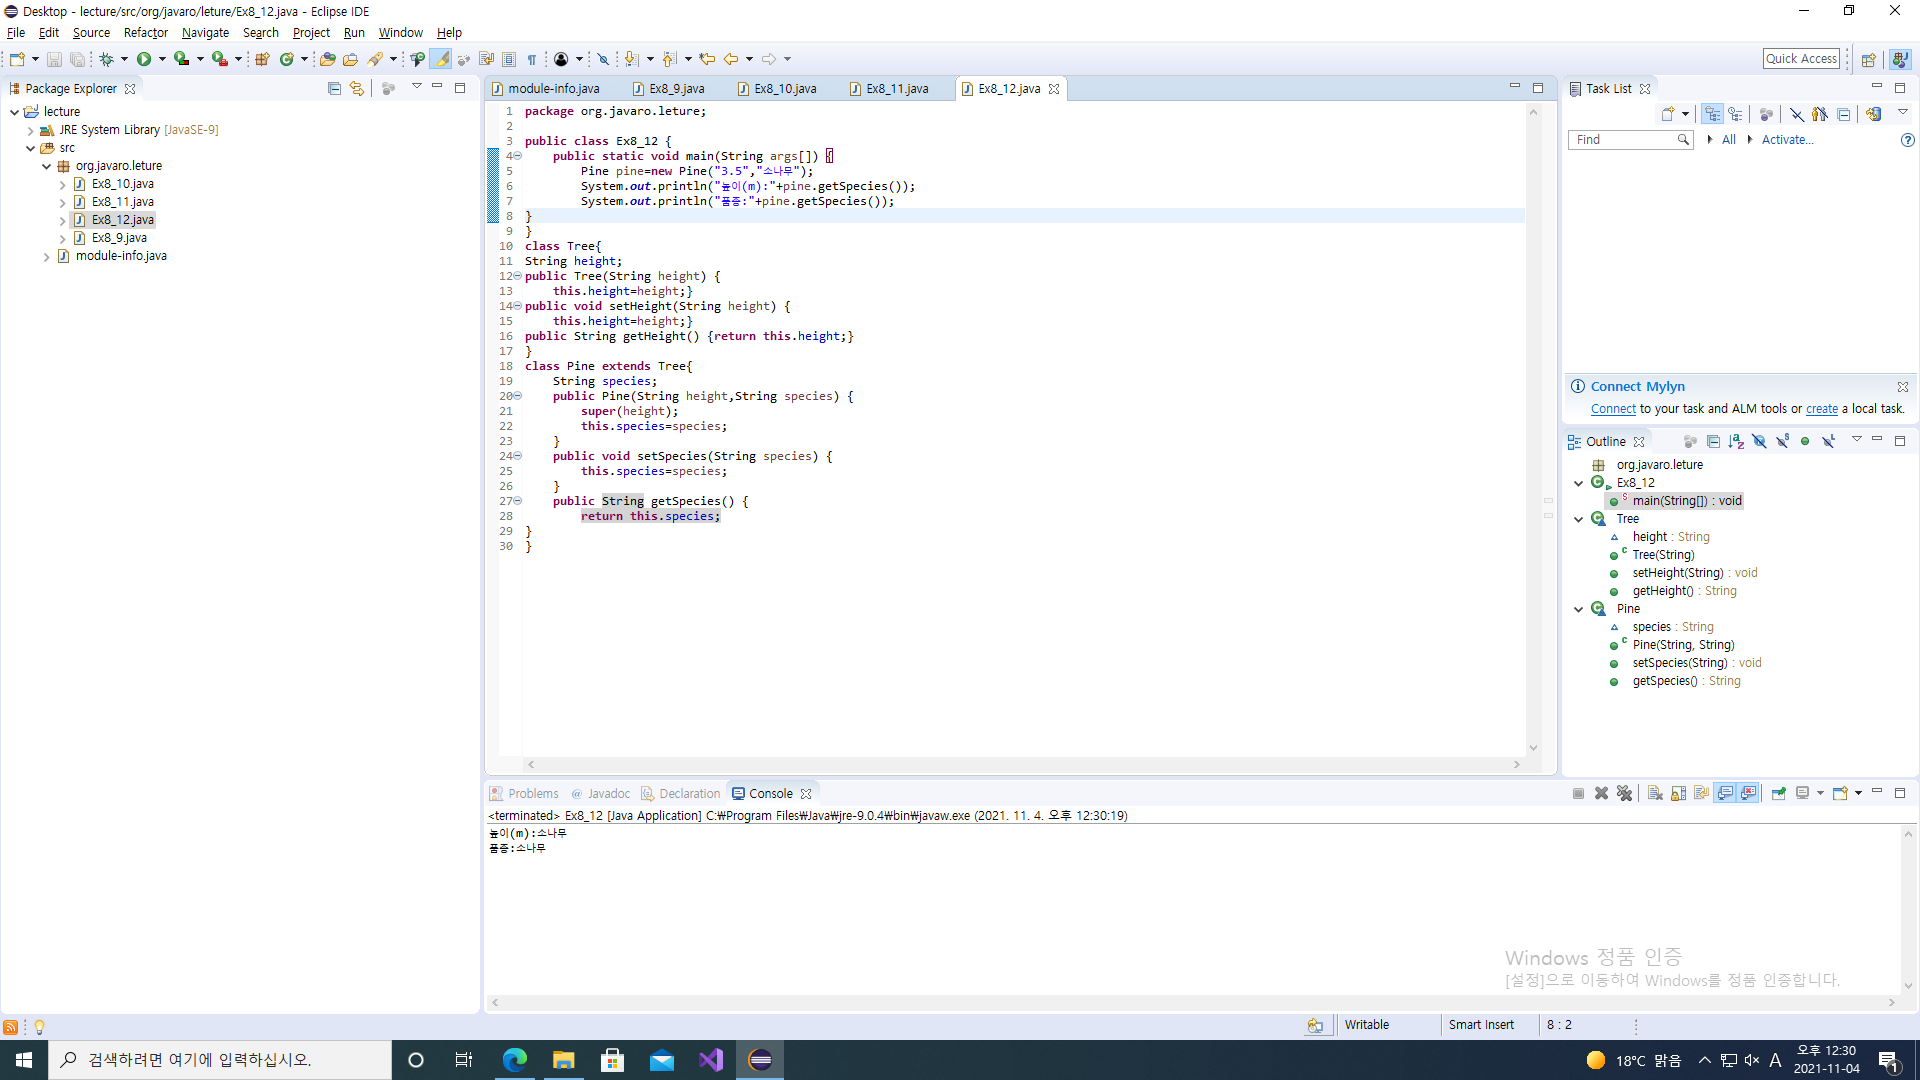 Desktop - lecture/src/org/javaro/leture/Ex8_12.java - Eclipse IDE
File Edit Source Refactor Navigate Search Project Run Window Help
Quick Access
Package Explorer
lecture
JRE System Library [JavaSE-9]
src
org.javaro.leture
Ex8_10.java
Ex8_11.java
Ex8_12.java
Ex8_9.java
module-info.java
module-info.java Ex8_9.java Ex8_10.java Ex8_11.java Ex8_12.java
1 package org.javaro.leture;
2
3 public class Ex8_12 {
4 public static void main(String args[]) {
5 Pine pine=new Pine("3.5","소나무");
6 System.out.println("높이(m):"+pine.getSpecies());
7 System.out.println("품종:"+pine.getSpecies());
8 }
9 }
10 class Tree{
11 String height;
12 public Tree(String height) {
13 this.height=height;}
14 public void setHeight(String height) {
15 this.height=height;}
16 public String getHeight() {return this.height;}
17 }
18 class Pine extends Tree{
19 String species;
20 public Pine(String height,String species) {
21 super(height);
22 this.species=species;
23 }
24 public void setSpecies(String species) {
25 this.species=species;
26 }
27 public String getSpecies() {
28 return this.species;
29 }
30 }
Task List
Find All Activate...
Connect Mylyn
Connect to your task and ALM tools or create a local task.
Outline
org.javaro.leture
Ex8_12
main(String[]) : void
Tree
height : String
Tree(String)
setHeight(String) : void
getHeight() : String
Pine
species : String
Pine(String, String)
setSpecies(String) : void
getSpecies() : String
Problems Javadoc Declaration Console
<terminated> Ex8_12 [Java Application] C:₩Program Files₩Java₩jre-9.0.4₩bin₩javaw.exe (2021. 11. 4. 오후 12:30:19)
높이(m):소나무
품종:소나무
Windows 정품 인증
[설정]으로 이동하여 Windows를 정품 인증합니다.
Writable Smart Insert 8 : 2
검색하려면 여기에 입력하십시오.
18°C 맑음 A 오후 12:30
2021-11-04
1